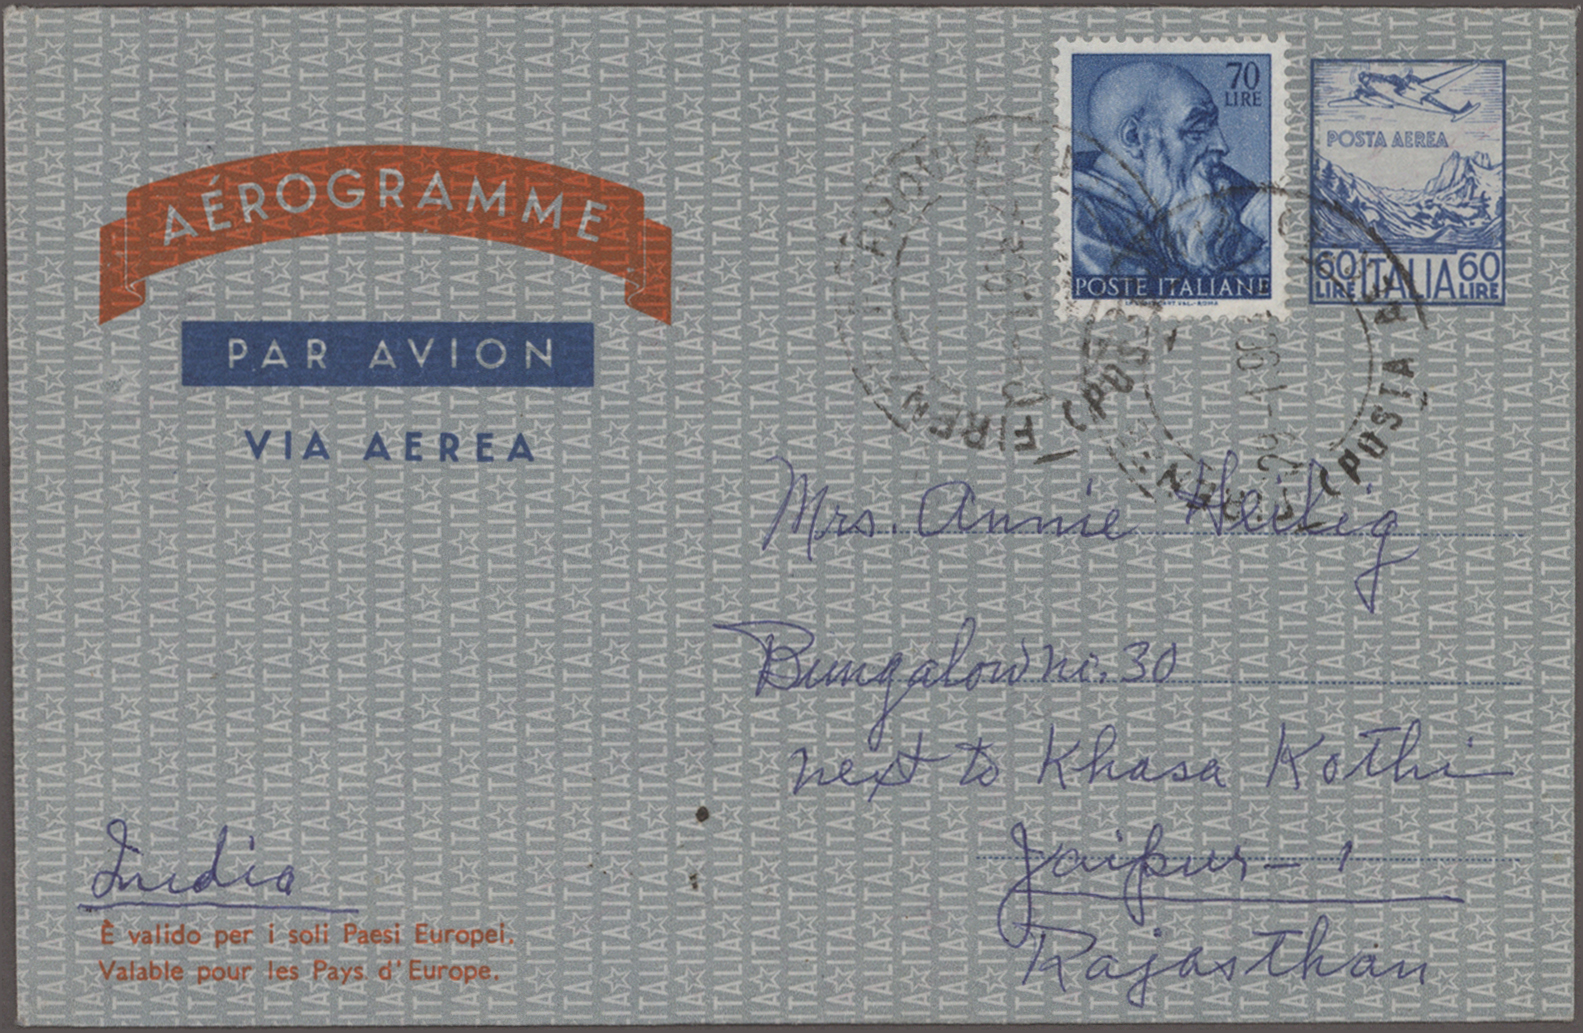 AÉROGRAMME
PAR AVION
VIA AEREA
70
LIRE
POSTE ITALIANE
POSTA AEREA
60 LIRE ITALIA 60 LIRE
Mrs. Annie Heilig
Bungalow no. 30
next to Khasa Kothi
Jaipur - 1
Rajasthan
India
È valido per i soli Paesi Europei.
Valable pour les Pays d'Europe.